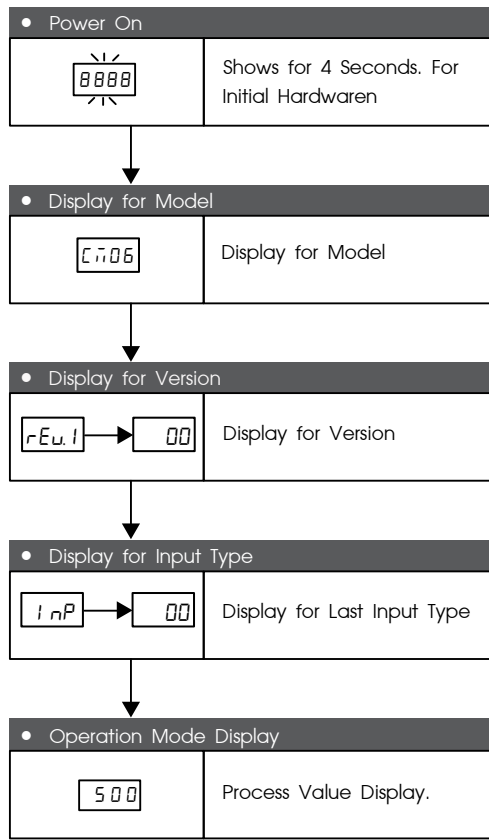 Power On
8888
Shows for 4 Seconds. For
Initial Hardwaren
Display for Model
Cm06
Display for Model
Display for Version
rEv.1
00
Display for Version
Display for Input Type
InP
00
Display for Last Input Type
Operation Mode Display
500
Process Value Display.